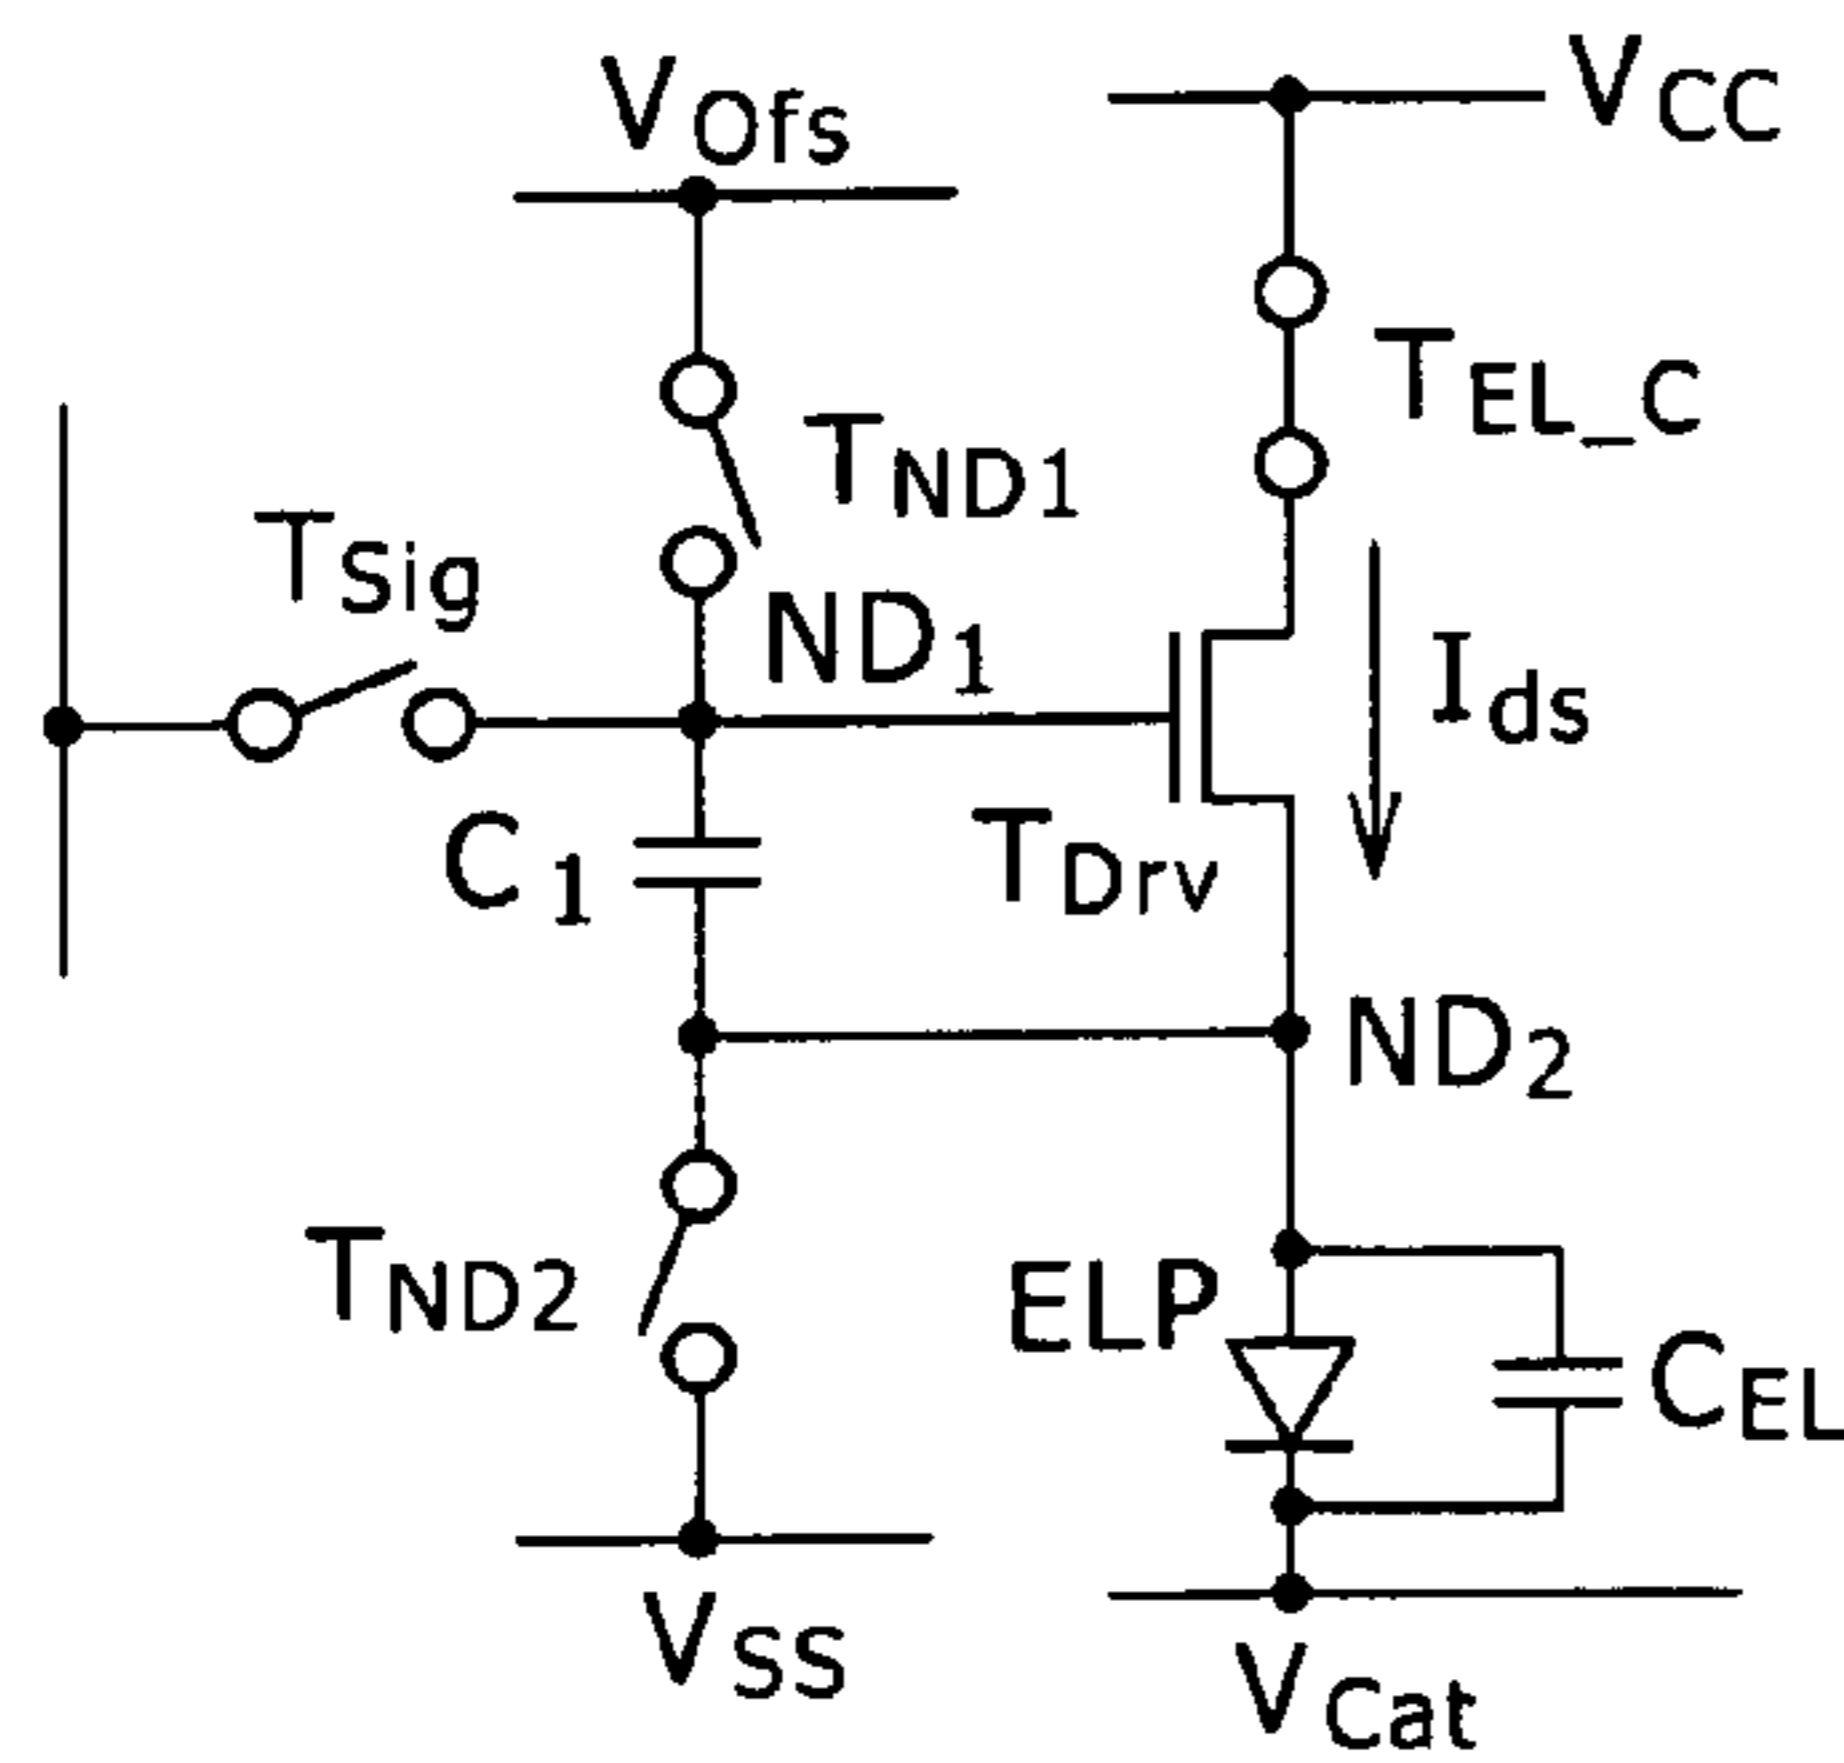 VOfs
VCC
TEL_C
TND1
TSig
ND1
Ids
C1
TDrv
ND2
TND2
ELP
CEL
VSS
VCat